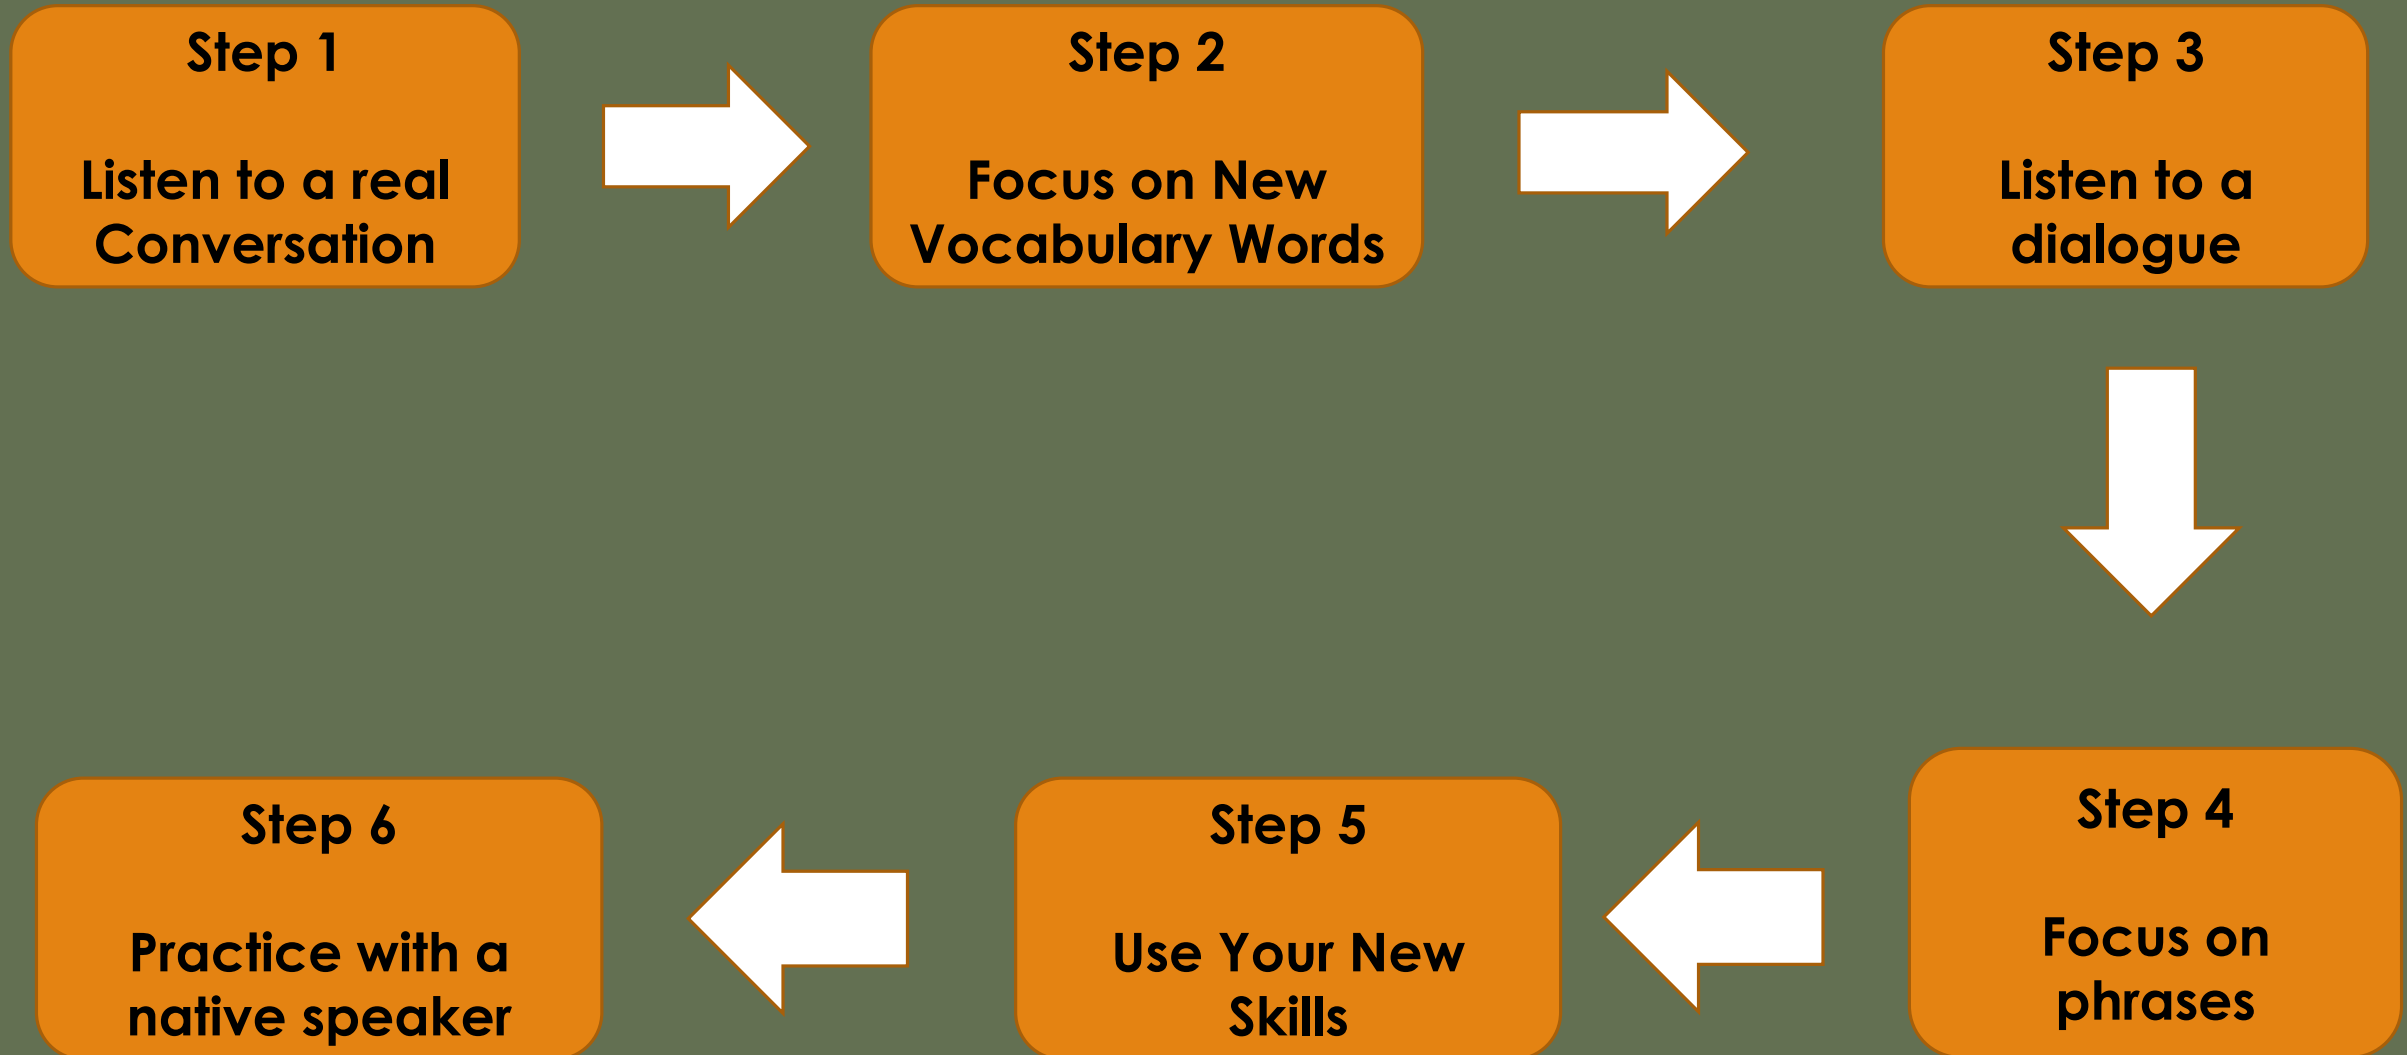 Step 1
Listen to a real
Conversation
Step 2
Focus on New
Vocabulary Words
Step 3
Listen to a
dialogue
Step 4
Focus on
phrases
Step 5
Use Your New
Skills
Step 6
Practice with a
native speaker